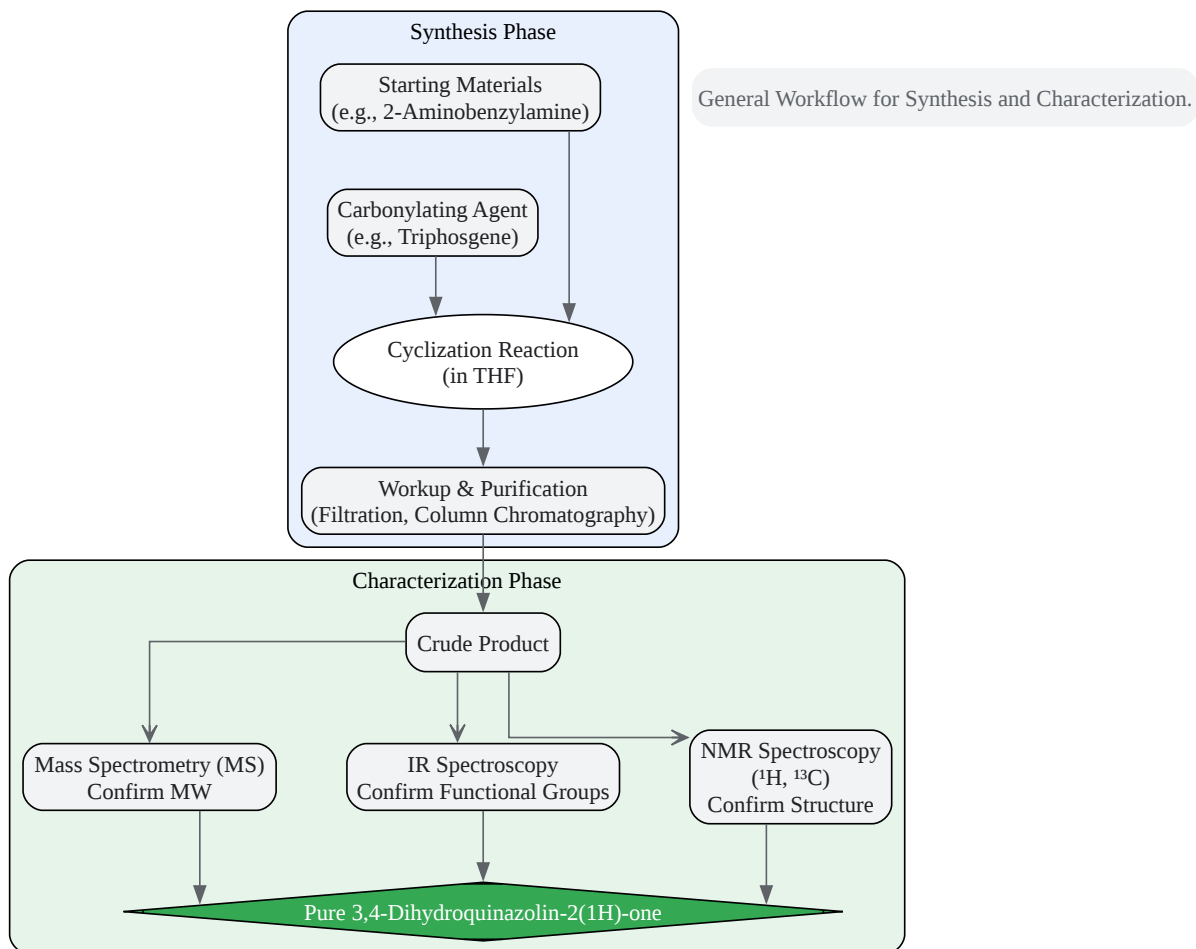 Synthesis Phase
Starting Materials
(e.g., 2-Aminobenzylamine)
General Workflow for Synthesis and Characterization.
Carbonylating Agent
(e.g., Triphosgene)
Cyclization Reaction
(in THF)
Workup & Purification
(Filtration, Column Chromatography)
Characterization Phase
Crude Product
Mass Spectrometry (MS)
Confirm MW
IR Spectroscopy
Confirm Functional Groups
NMR Spectroscopy
(¹H, ¹³C)
Confirm Structure
Pure 3,4-Dihydroquinazolin-2(1H)-one